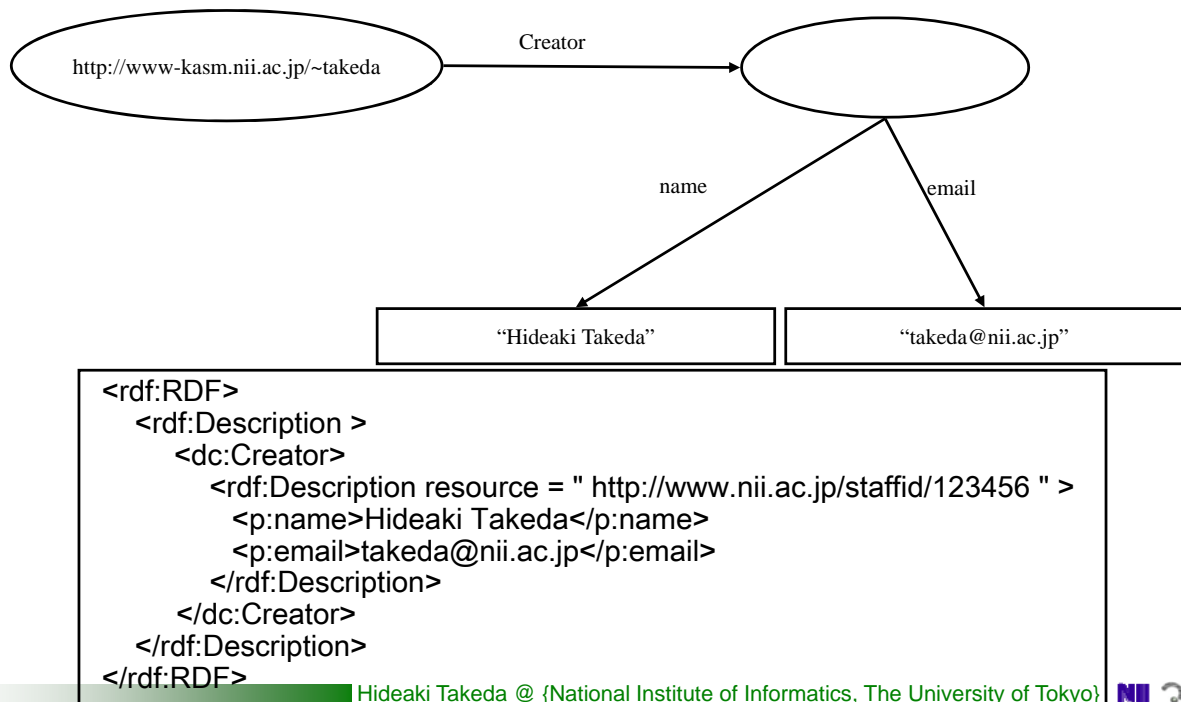 Creator
http://www-kasm.nii.ac.jp/~takeda
name
email
“Hideaki Takeda”
“takeda@nii.ac.jp”
<rdf:RDF>
<rdf:Description >
<dc:Creator>
<rdf:Description resource = " http://www.nii.ac.jp/staffid/123456 " >
<p:name>Hideaki Takeda</p:name>
<p:email>takeda@nii.ac.jp</p:email>
</rdf:Description>
</dc:Creator>
</rdf:Description>
</rdf:RDF>
Hideaki Takeda @ {National Institute of Informatics, The University of Tokyo}
NII